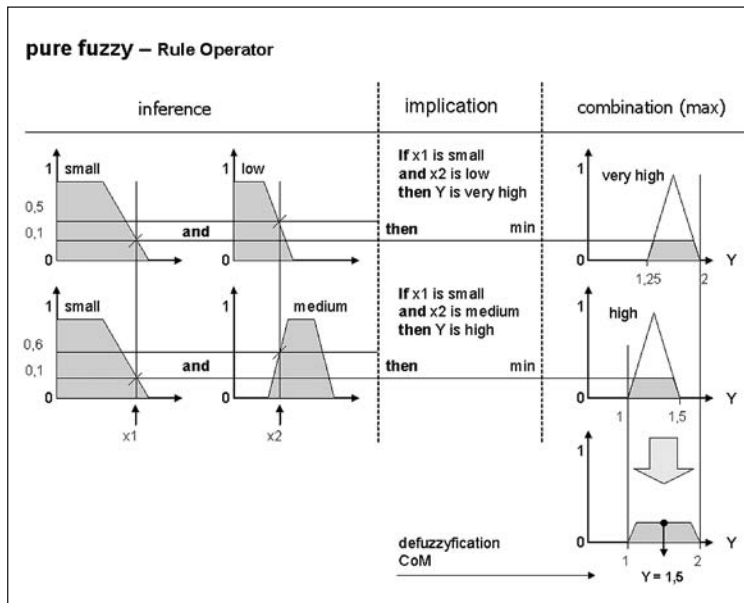 pure fuzzy – Rule Operator
inference
implication
combination (max)
1
small
0,5
0,1
0
and
1
low
0
If x1 is small
and x2 is low
then Y is very high
then
min
1
very high
0
1,25
2
Y
1
small
0,6
0,1
0
x1
and
1
medium
0
x2
If x1 is small
and x2 is medium
then Y is high
then
min
1
high
0
1
1,5
Y
1
0
1
2
Y
Y = 1,5
defuzzyfication
CoM